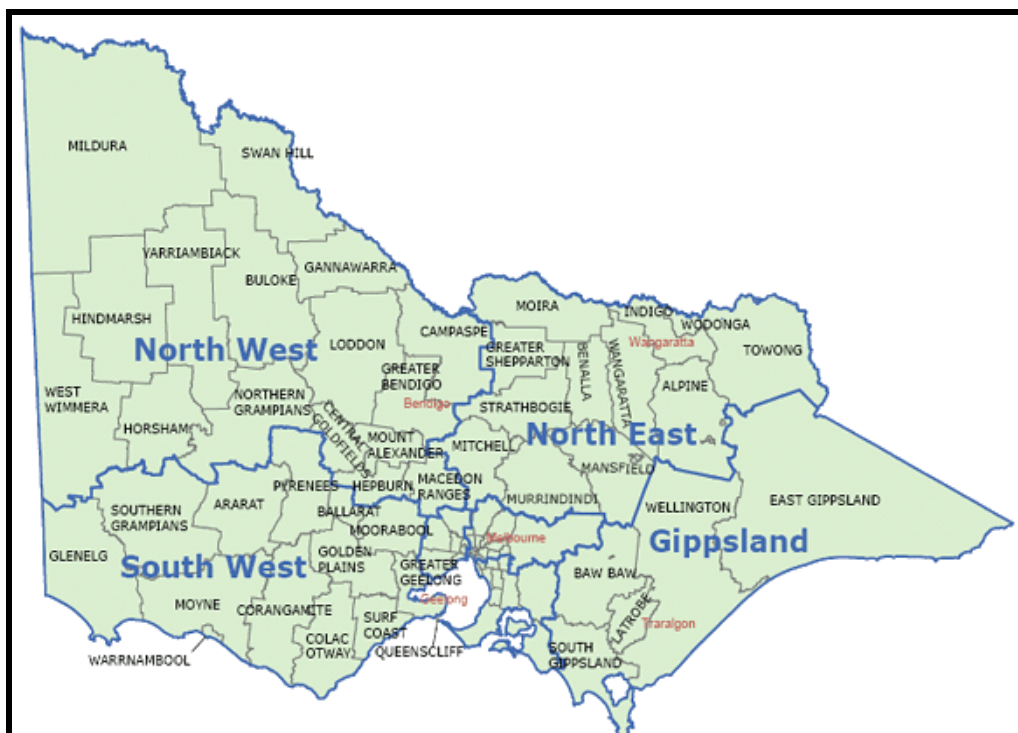 MILDURA
SWAN HILL
YARRIAMBIACK
GANNAWARRA
BULOKE
HINDMARSH
LODDON
CAMPASPE
MOIRA
INDIGO
WODONGA
Wangaratta
TOWONG
North West
GREATER
SHEPPARTON
BENALLA
WANGARATTA
ALPINE
GREATER
BENDIGO
Bendigo
WEST
WIMMERA
NORTHERN
GRAMPIANS
CENTRAL
GOLDFIELDS
STRATHBOGIE
HORSHAM
MOUNT
ALEXANDER
MITCHELL
North East
MANSFIELD
PYRENEES
HEPBURN
MACEDON
RANGES
MURRINDINDI
WELLINGTON
EAST GIPPSLAND
SOUTHERN
GRAMPIANS
ARARAT
BALLARAT
MOORABOOL
Melbourne
Gippsland
GLENELG
South West
GOLDEN
PLAINS
GREATER
GEELONG
Geelong
BAW BAW
LATROBE
Traralgon
MOYNE
CORANGAMITE
SURF
COAST
COLAC
OTWAY
QUEENSCLIFF
WARRNAMBOOL
SOUTH
GIPPSLAND